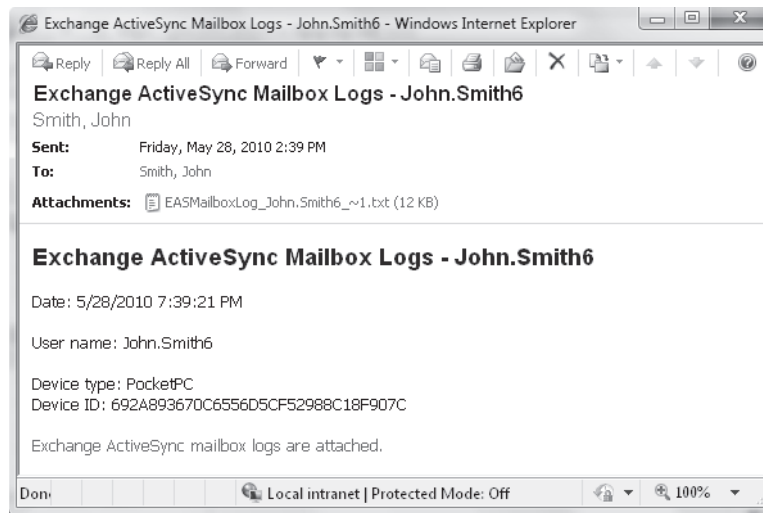 Exchange ActiveSync Mailbox Logs - John.Smith6 - Windows Internet Explorer
Reply Reply All Forward
Exchange ActiveSync Mailbox Logs - John.Smith6
Smith, John
Sent: Friday, May 28, 2010 2:39 PM
To: Smith, John
Attachments: EASMailboxLog_John.Smith6_~1.txt (12 KB)
Exchange ActiveSync Mailbox Logs - John.Smith6
Date: 5/28/2010 7:39:21 PM
User name: John.Smith6
Device type: PocketPC
Device ID: 692A893670C6556D5CF52988C18F907C
Exchange ActiveSync mailbox logs are attached.
Don Local intranet | Protected Mode: Off 100%